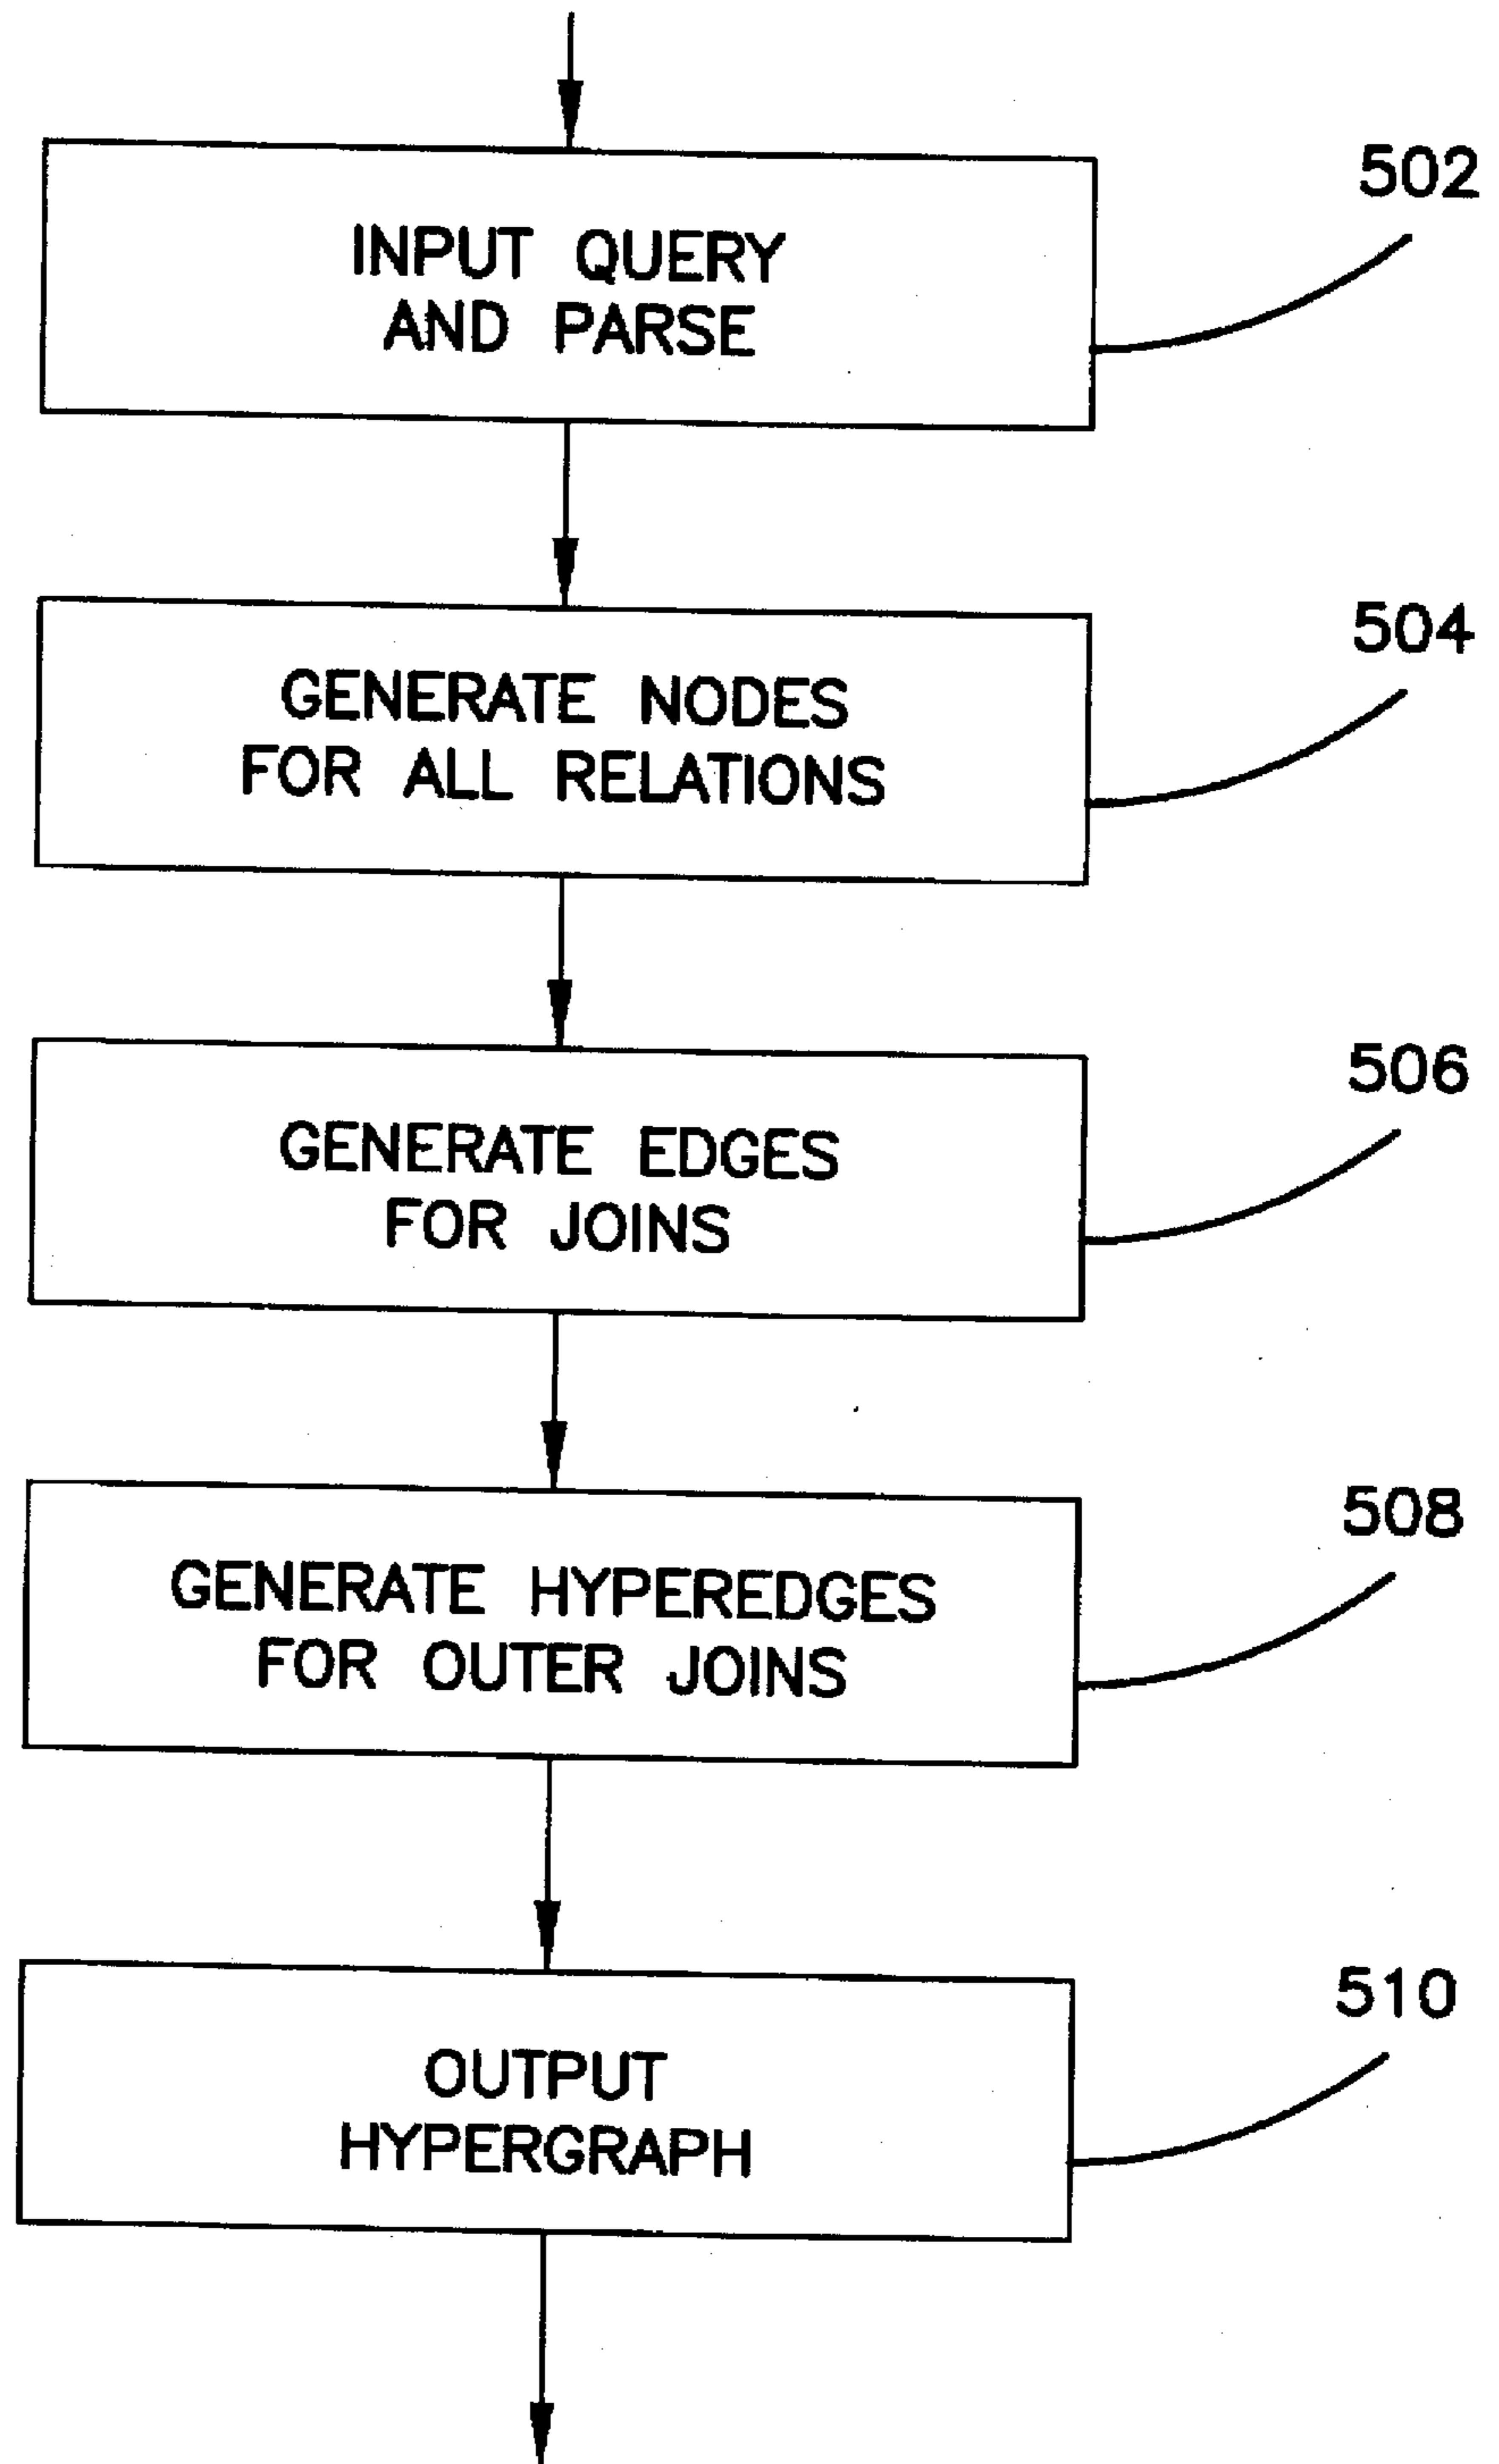 502
INPUT QUERY
AND PARSE
504
GENERATE NODES
FOR ALL RELATIONS
506
GENERATE EDGES
FOR JOINS
508
GENERATE HYPEREDGES
FOR OUTER JOINS
510
OUTPUT
HYPERGRAPH